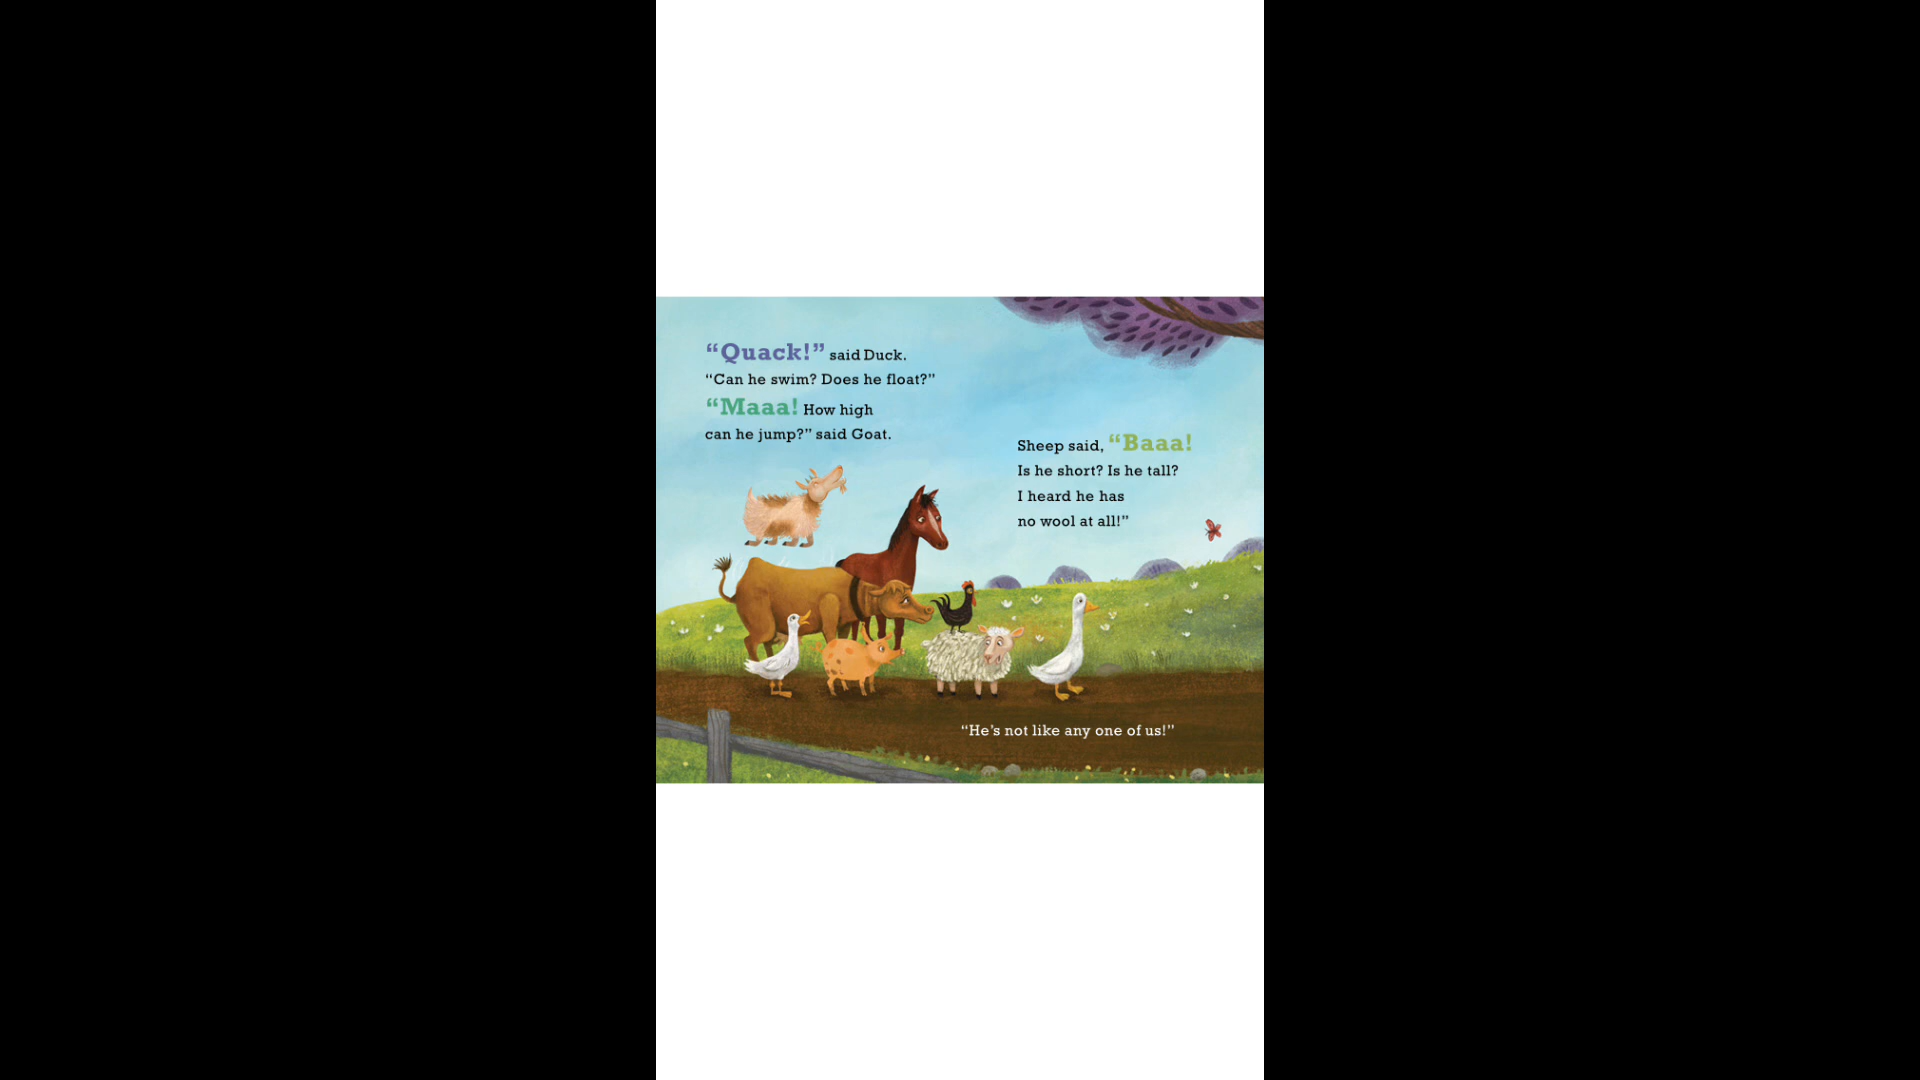 “Quack!” said Duck.
“Can he swim? Does he float?”
“Maaa! How high
can he jump?” said Goat.
Sheep said, “Baaa!
Is he short? Is he tall?
I heard he has
no wool at all!”
“He’s not like any one of us!”